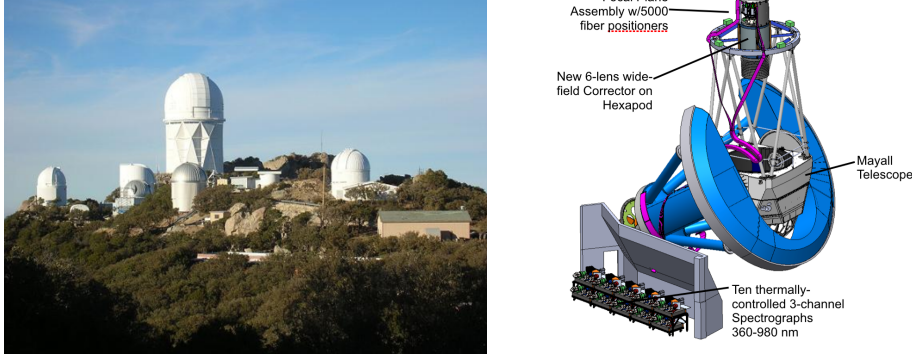 Assembly w/5000
fiber positioners
New 6-lens wide-
field Corrector on
Hexapod
Mayall
Telescope
Ten thermally-
controlled 3-channel
Spectrographs
360-980 nm